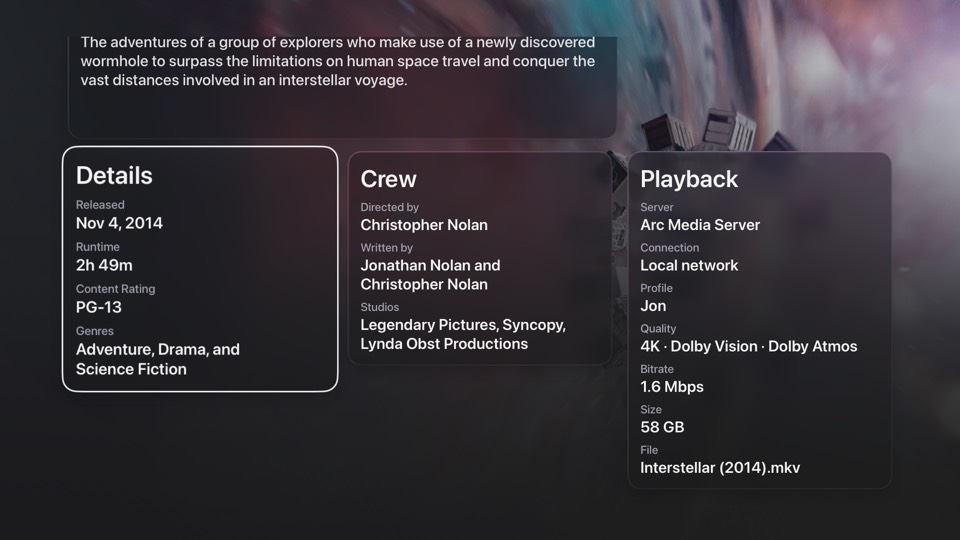 The adventures of a group of explorers who make use of a newly discovered
wormhole to surpass the limitations on human space travel and conquer the
vast distances involved in an interstellar voyage.
Details
Released
Nov 4, 2014
Runtime
2h 49m
Content Rating
PG-13
Genres
Adventure, Drama, and
Science Fiction
Crew
Directed by
Christopher Nolan
Written by
Jonathan Nolan and
Christopher Nolan
Studios
Legendary Pictures, Syncopy,
Lynda Obst Productions
Playback
Server
Arc Media Server
Connection
Local network
Profile
Jon
Quality
4K · Dolby Vision · Dolby Atmos
Bitrate
1.6 Mbps
Size
58 GB
File
Interstellar (2014).mkv